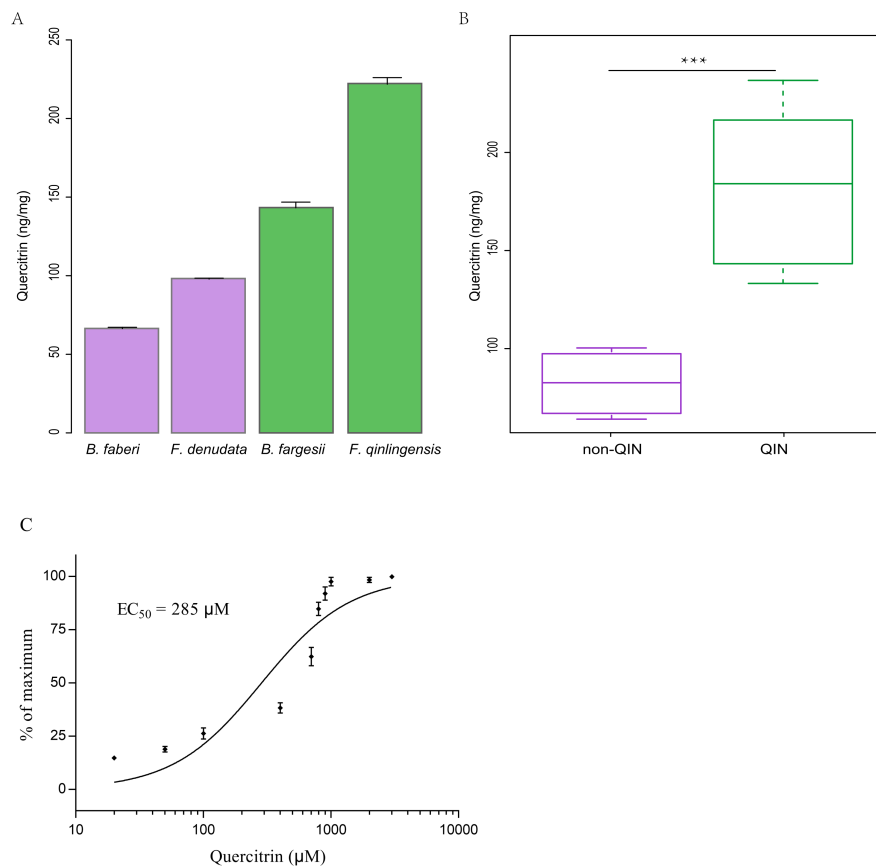 A
250
200
150
100
50
0
Quercitrin (ng/mg)
B. faberi F. denudata B. fargesii F. qinlingensis
B
***
200
150
100
Quercitrin (ng/mg)
non-QIN QIN
C
100
75
50
25
0
% of maximum
EC₅₀ = 285 µM
10 100 1000 10000
Quercitrin (µM)